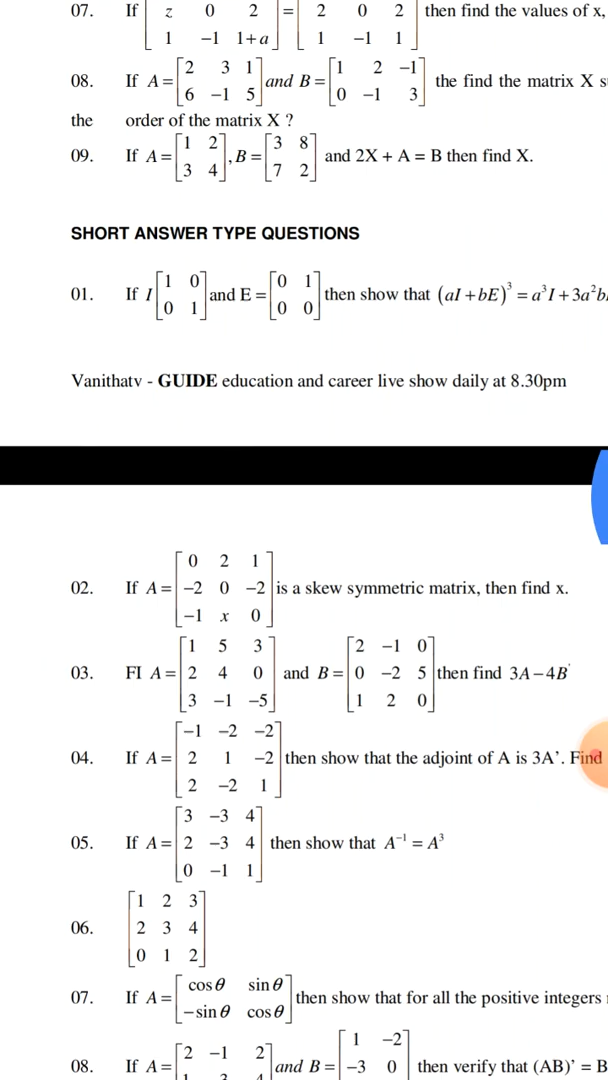 07. If [ z 0 2 ; 1 −1 1+a ] = [ 2 0 2 ; 1 −1 1 ] then find the values of x,
08. If A = [ 2 3 1 ; 6 −1 5 ] and B = [ 1 2 −1 ; 0 −1 3 ] the find the matrix X
the order of the matrix X ?
09. If A = [ 1 2 ; 3 4 ], B = [ 3 8 ; 7 2 ] and 2X + A = B then find X.
SHORT ANSWER TYPE QUESTIONS
01. If I [ 1 0 ; 0 1 ] and E = [ 0 1 ; 0 0 ] then show that (aI + bE)³ = a³I + 3a²b
Vanithatv - GUIDE education and career live show daily at 8.30pm
02. If A = [ 0 2 1 ; −2 0 −2 ; −1 x 0 ] is a skew symmetric matrix, then find x.
03. FI A = [ 1 5 3 ; 2 4 0 ; 3 −1 −5 ] and B = [ 2 −1 0 ; 0 −2 5 ; 1 2 0 ] then find 3A − 4B'
04. If A = [ −1 −2 −2 ; 2 1 −2 ; 2 −2 1 ] then show that the adjoint of A is 3A’. Find
05. If A = [ 3 −3 4 ; 2 −3 4 ; 0 −1 1 ] then show that A⁻¹ = A³
06. [ 1 2 3 ; 2 3 4 ; 0 1 2 ]
07. If A = [ cosθ sinθ ; −sinθ cosθ ] then show that for all the positive integers
08. If A = [ 2 −1 2 ; ] and B = [ 1 −2 ; −3 0 ; ] then verify that (AB)’ = B